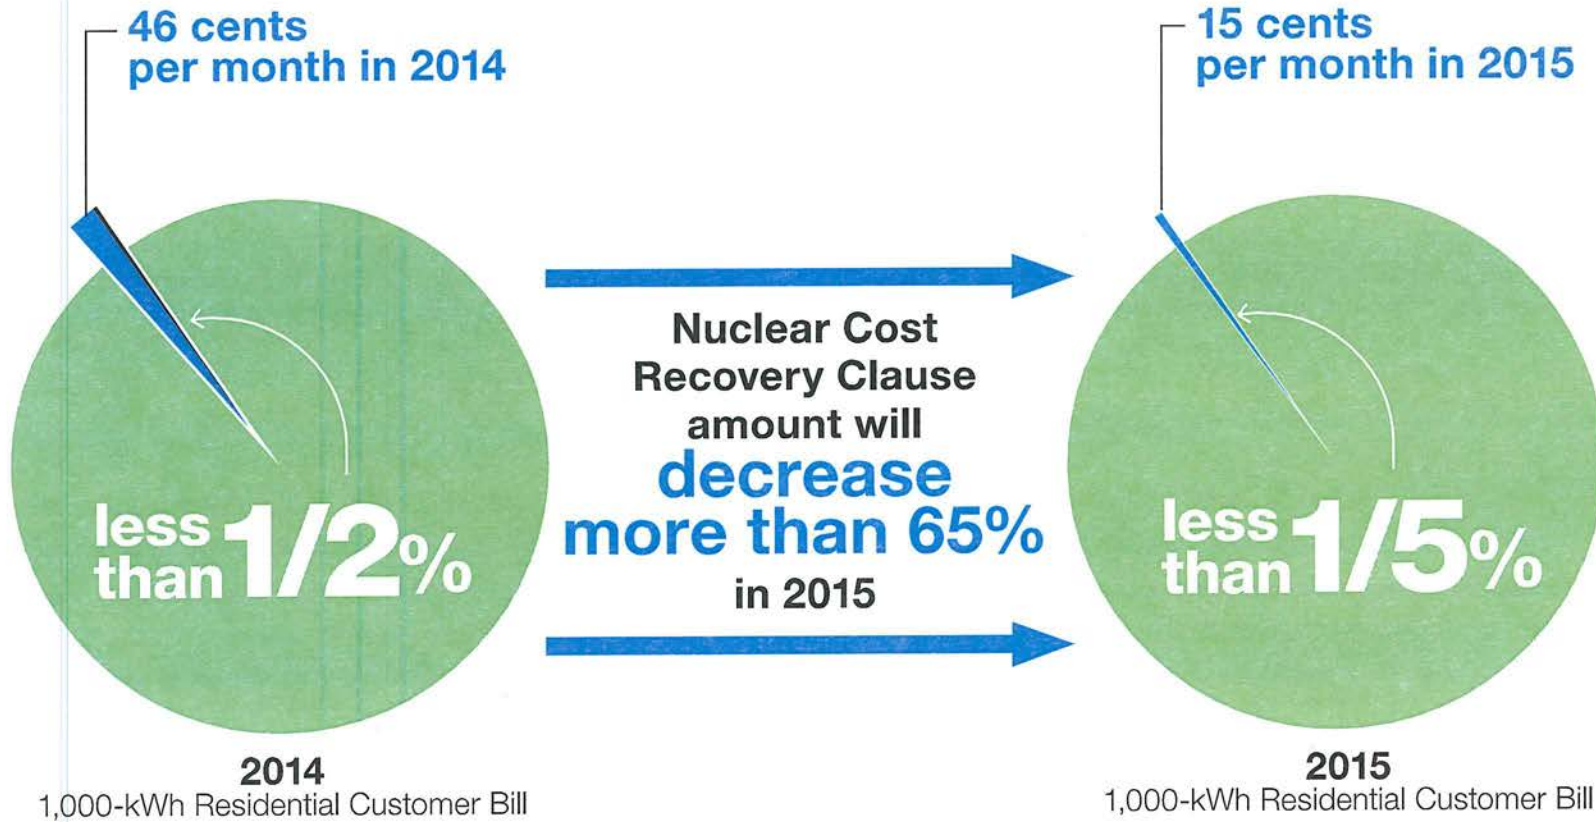 46 cents
per month in 2014
less
than 1/2%
2014
1,000-kWh Residential Customer Bill
Nuclear Cost
Recovery Clause
amount will
decrease
more than 65%
in 2015
15 cents
per month in 2015
less
than 1/5%
2015
1,000-kWh Residential Customer Bill